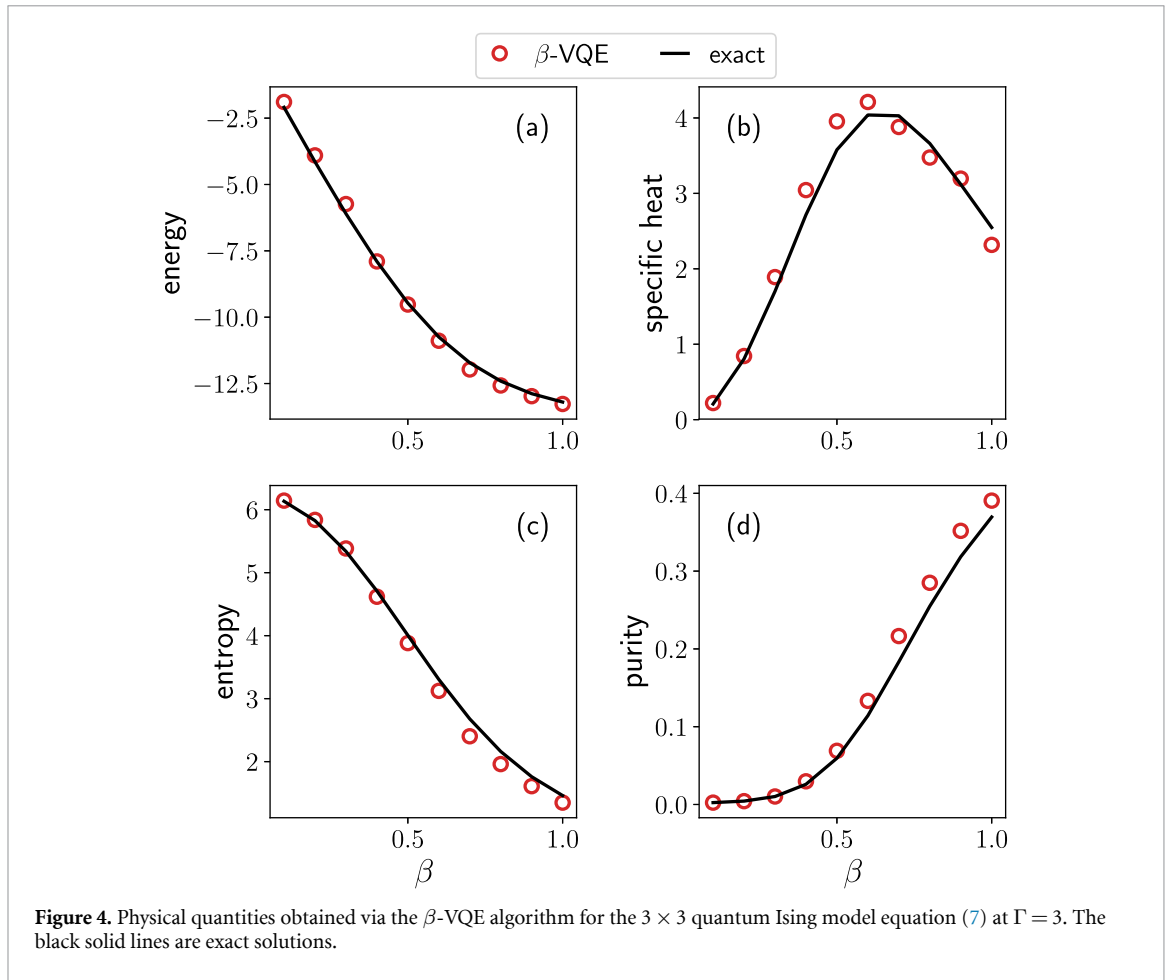 β-VQE exact
(a)
energy
−2.5
−5.0
−7.5
−10.0
−12.5
0.5 1.0
(b)
specific heat
4
3
2
1
0
0.5 1.0
(c)
entropy
6
5
4
3
2
0.5 1.0
β
(d)
purity
0.4
0.3
0.2
0.1
0.0
0.5 1.0
β
Figure 4. Physical quantities obtained via the β-VQE algorithm for the 3 × 3 quantum Ising model equation (7) at Γ = 3. The
black solid lines are exact solutions.